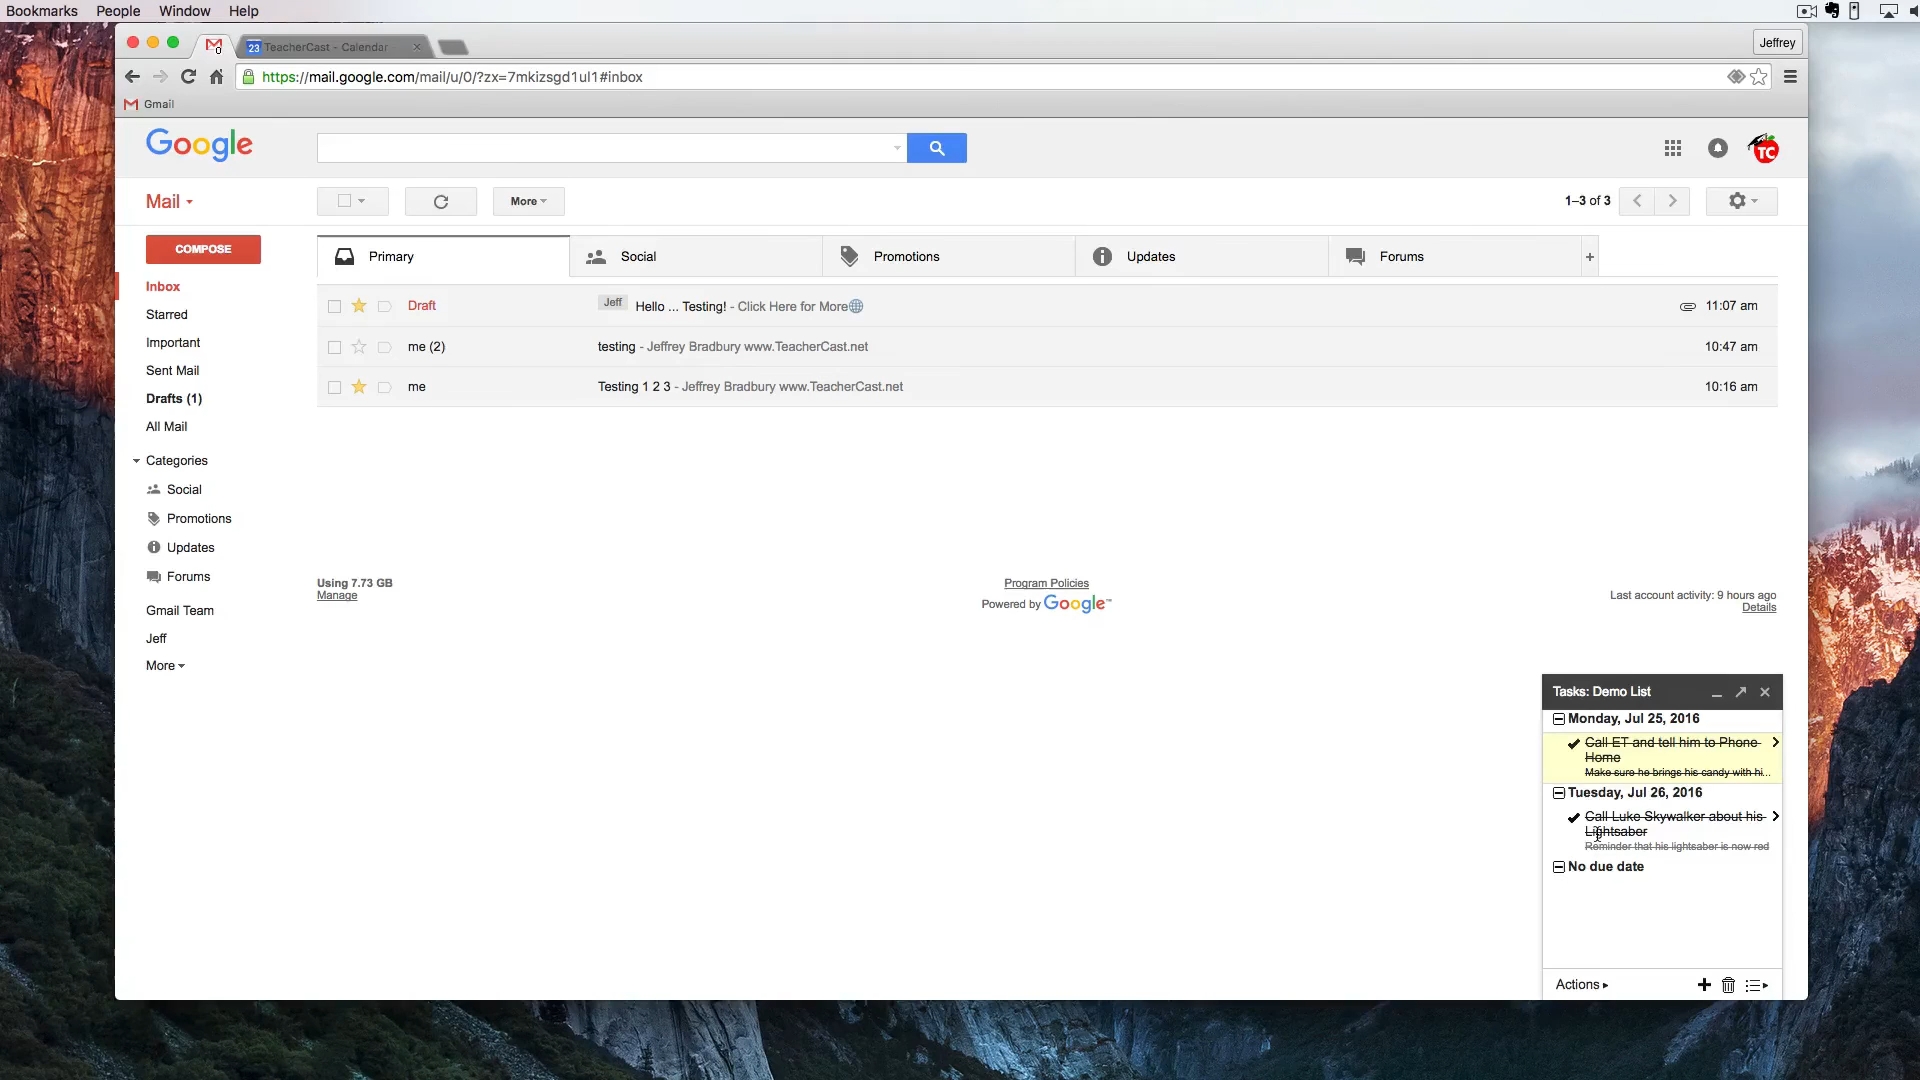 Bookmarks People Window Help
0 23 TeacherCast - Calendar Jeffrey
https://mail.google.com/mail/u/0/?zx=7mkizsgd1ul1#inbox
Gmail
Google
TC
Mail More 1–3 of 3
COMPOSE
Primary Social Promotions Updates Forums +
Inbox
Draft Jeff Hello ... Testing! - Click Here for More 11:07 am
Starred
Important
me (2) testing - Jeffrey Bradbury www.TeacherCast.net 10:47 am
Sent Mail
me Testing 1 2 3 - Jeffrey Bradbury www.TeacherCast.net 10:16 am
Drafts (1)
All Mail
Categories
Social
Promotions
Updates
Forums
Gmail Team
Jeff
More
Using 7.73 GB
Manage
Program Policies
Powered by Google™
Last account activity: 9 hours ago
Details
Tasks: Demo List
Monday, Jul 25, 2016
Call ET and tell him to Phone
Home
Make sure he brings his candy with hi...
Tuesday, Jul 26, 2016
Call Luke Skywalker about his
Lightsaber
Reminder that his lightsaber is now red
No due date
Actions